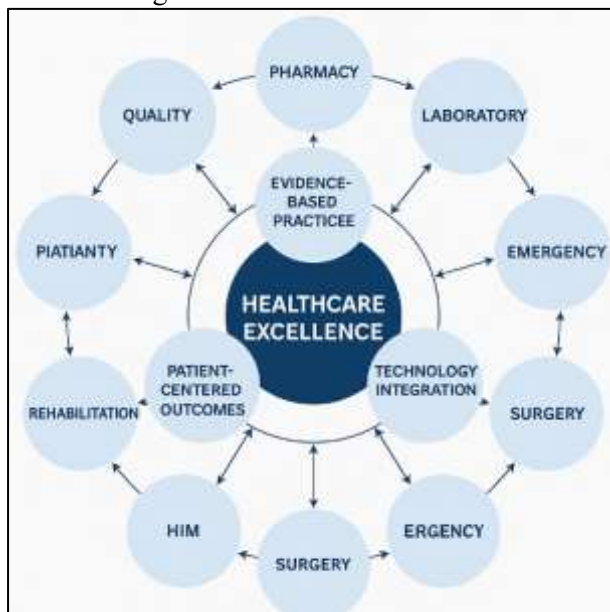 PHARMACY
QUALITY
LABORATORY
EVIDENCE-
BASED
PRACTICEE
PIATIANTY
EMERGENCY
HEALTHCARE
EXCELLENCE
PATIENT-
CENTERED
OUTCOMES
TECHNOLOGY
INTEGRATION
REHABILITATION
SURGERY
HIM
ERGENCY
SURGERY